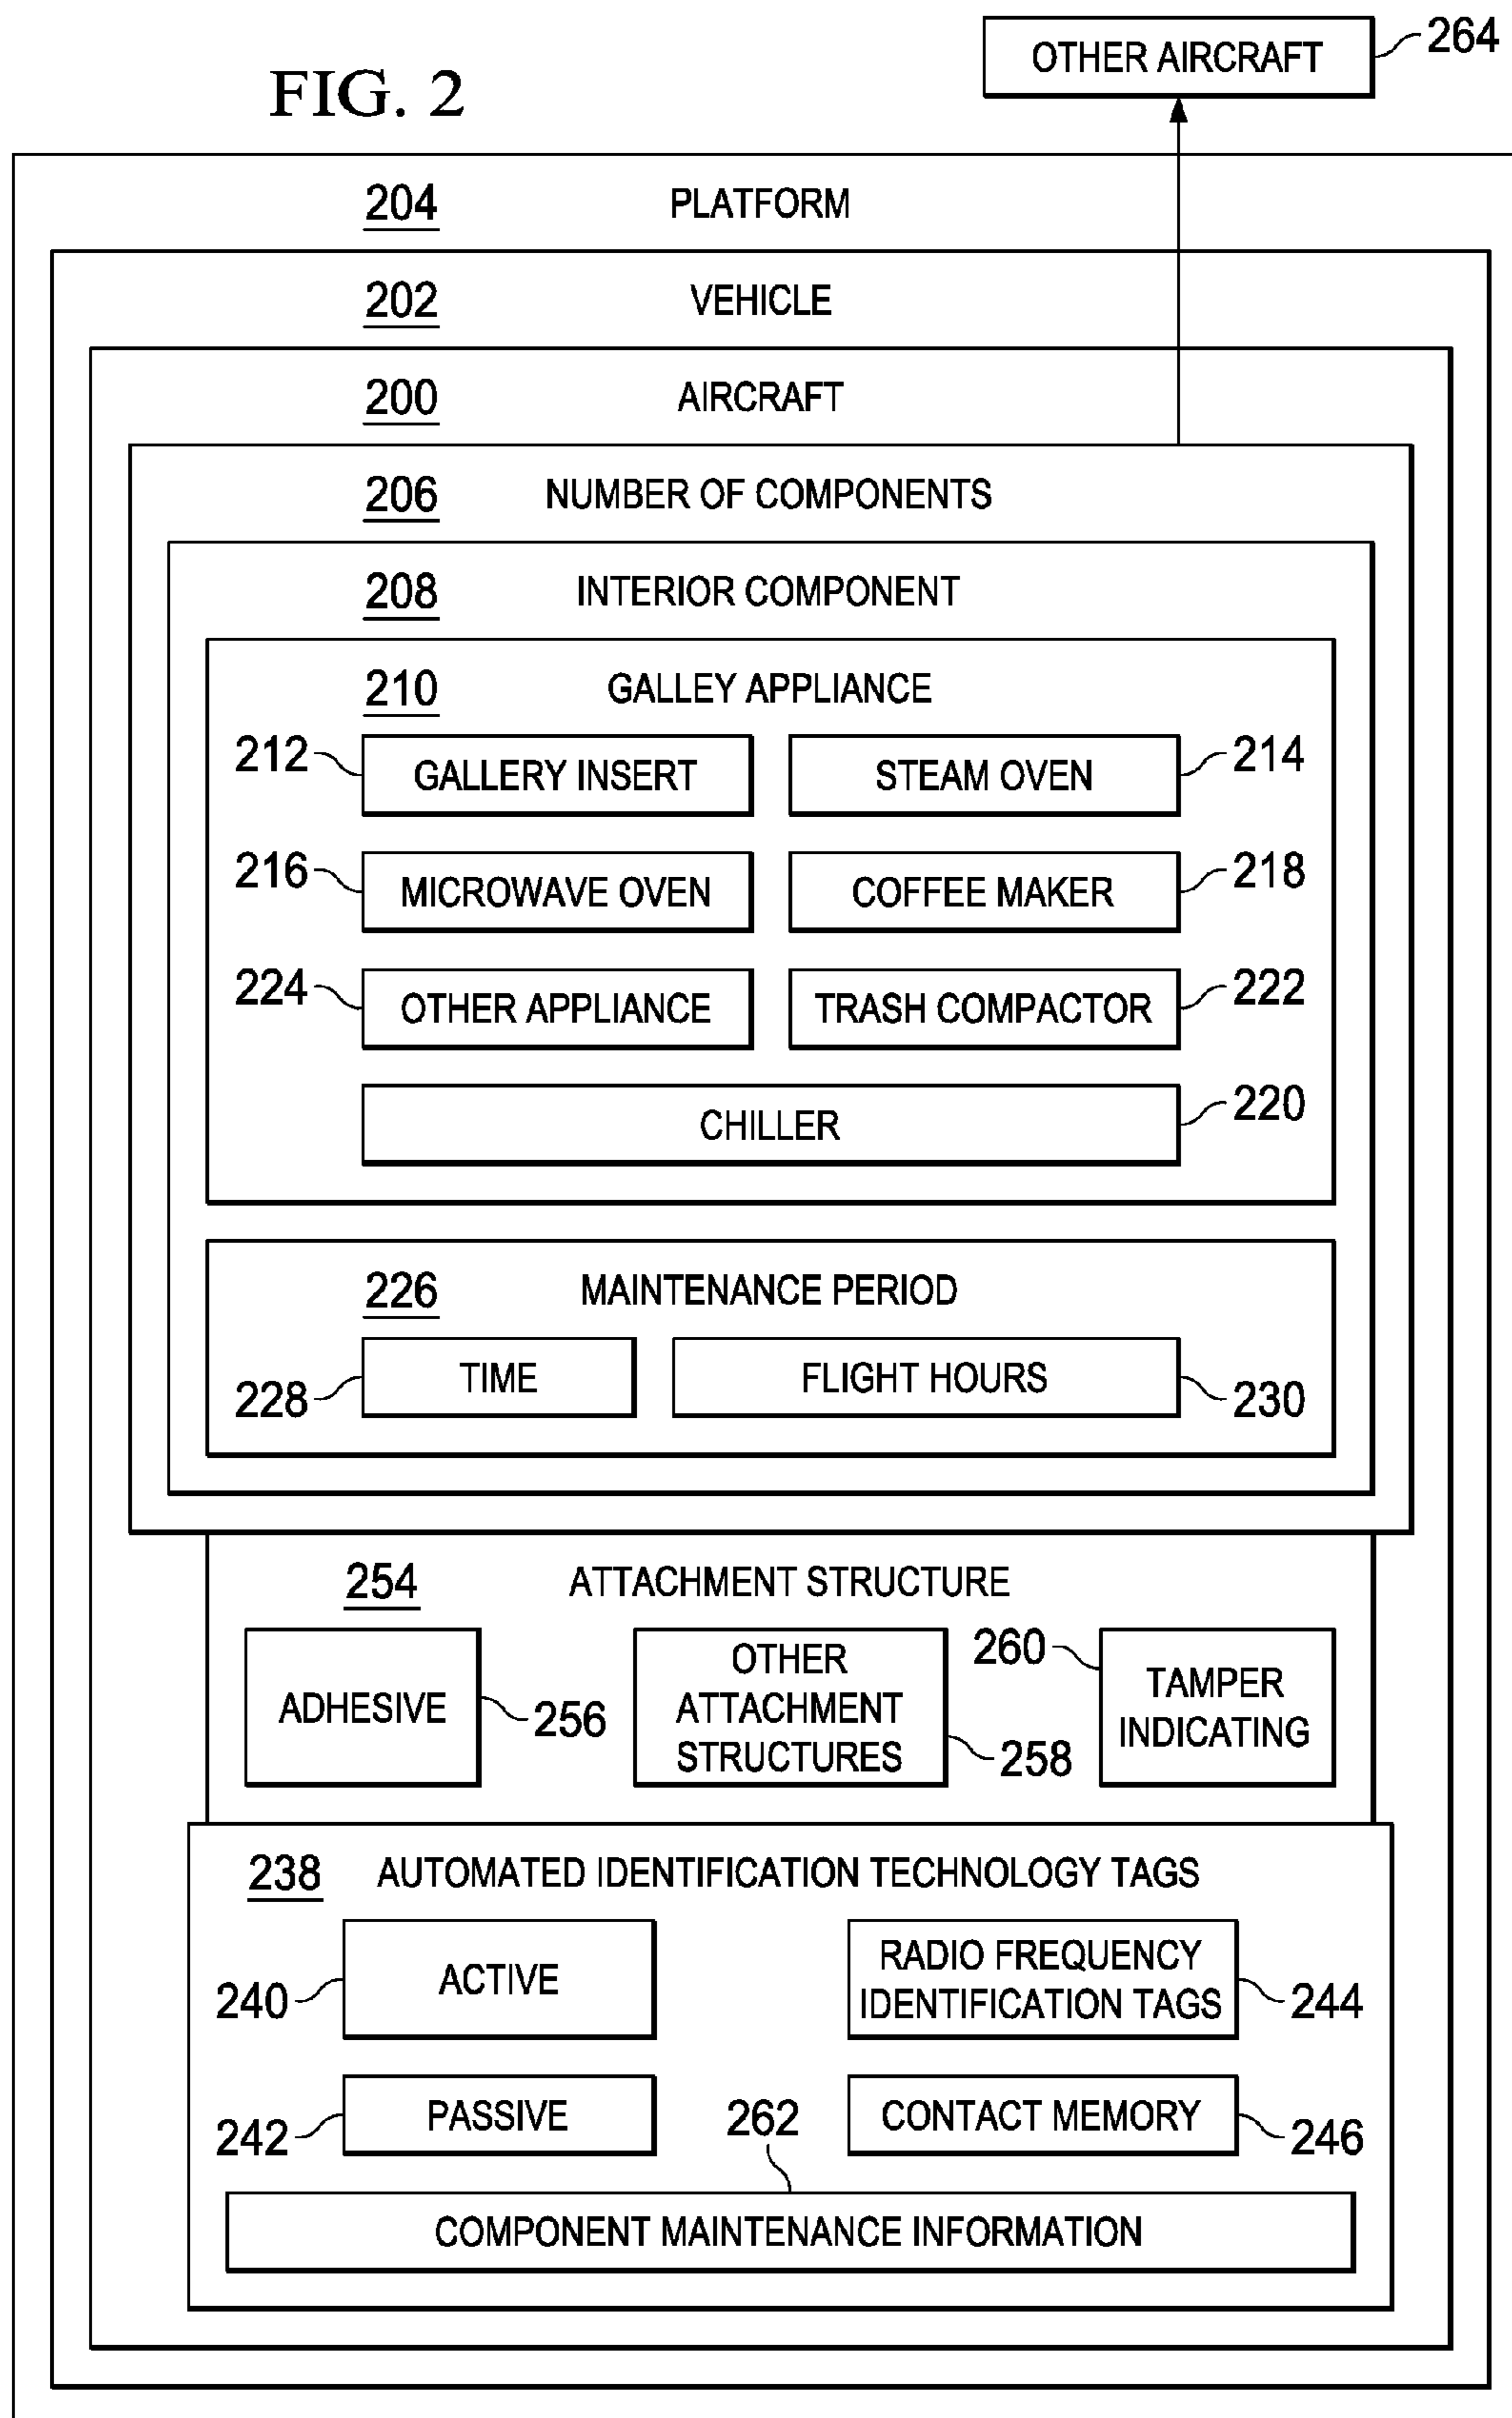 OTHER AIRCRAFT 264
FIG. 2
204 PLATFORM
202 VEHICLE
200 AIRCRAFT
206 NUMBER OF COMPONENTS
208 INTERIOR COMPONENT
210 GALLEY APPLIANCE
212 GALLERY INSERT STEAM OVEN 214
216 MICROWAVE OVEN COFFEE MAKER 218
224 OTHER APPLIANCE TRASH COMPACTOR 222
CHILLER 220
226 MAINTENANCE PERIOD
228 TIME FLIGHT HOURS 230
254 ATTACHMENT STRUCTURE
ADHESIVE 256
OTHER
ATTACHMENT
STRUCTURES 258
260 TAMPER
INDICATING
238 AUTOMATED IDENTIFICATION TECHNOLOGY TAGS
240 ACTIVE
RADIO FREQUENCY
IDENTIFICATION TAGS 244
242 PASSIVE 262 CONTACT MEMORY 246
COMPONENT MAINTENANCE INFORMATION